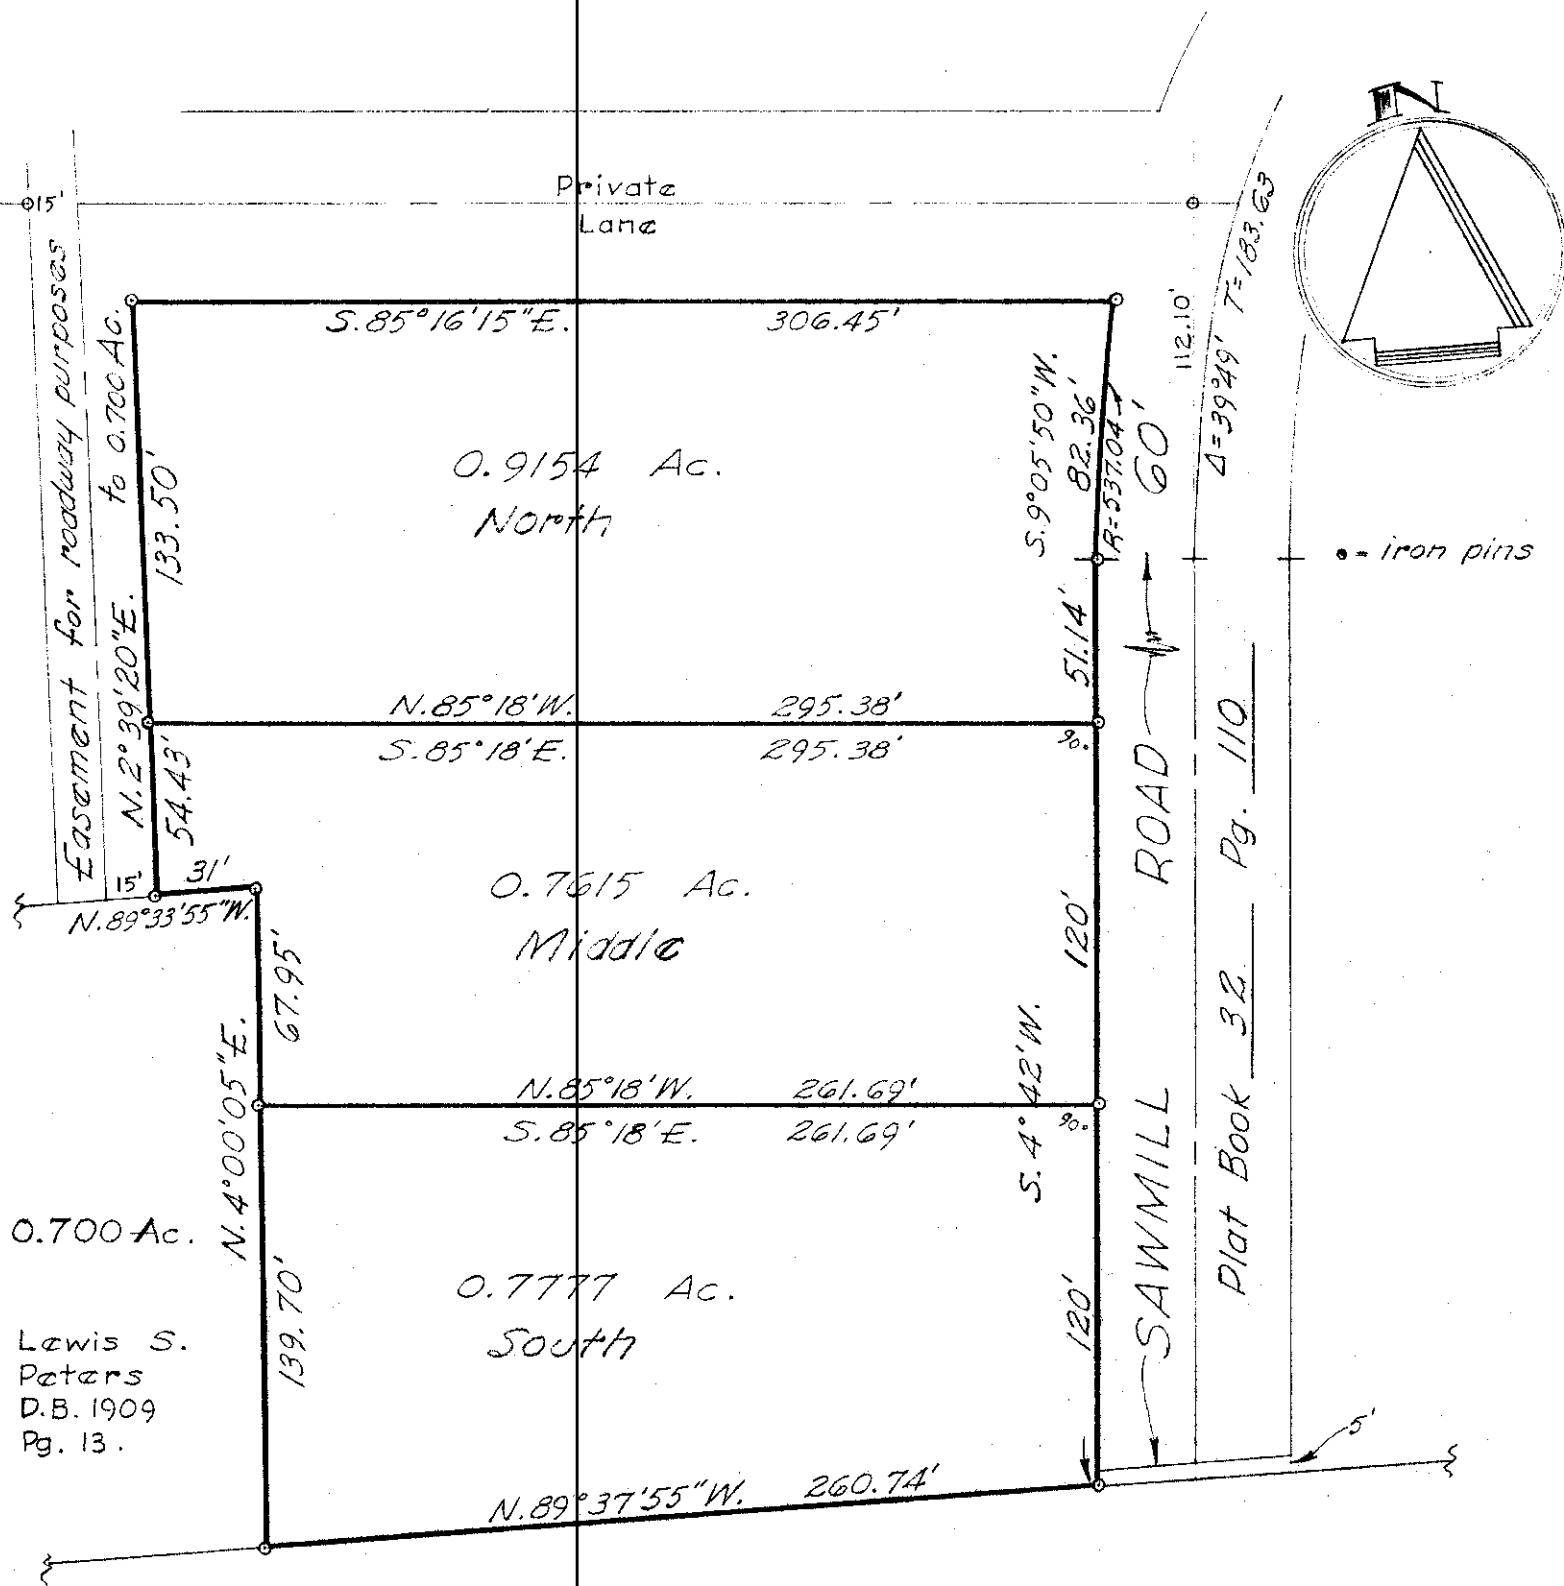 Private
Lane
15'
Easement for roadway purposes
to 0.700 Ac.
S. 85°16'15"E. 306.45'
133.50'
N. 2°39'20"E.
54.43'
0.9154 Ac.
North
S. 9°05'50"W.
82.36'
R=537.04
60'
112.10'
Δ=39°49' T=183.63
• = iron pins
51.14'
N. 85°18'W. 295.38'
S. 85°18'E. 295.38'
90°
15'
31'
N. 89°33'55"W.
67.95'
0.7615 Ac.
Middle
120'
N. 4°00'05"E.
N. 85°18'W. 261.69'
S. 85°18'E. 261.69'
90°
S. 4°42'W.
SAWMILL ROAD
Plat Book 32 Pg. 110
0.700 Ac.
Lewis S.
Peters
D.B. 1909
Pg. 13.
139.70'
0.7777 Ac.
South
120'
5'
N. 89°37'55"W. 260.74'